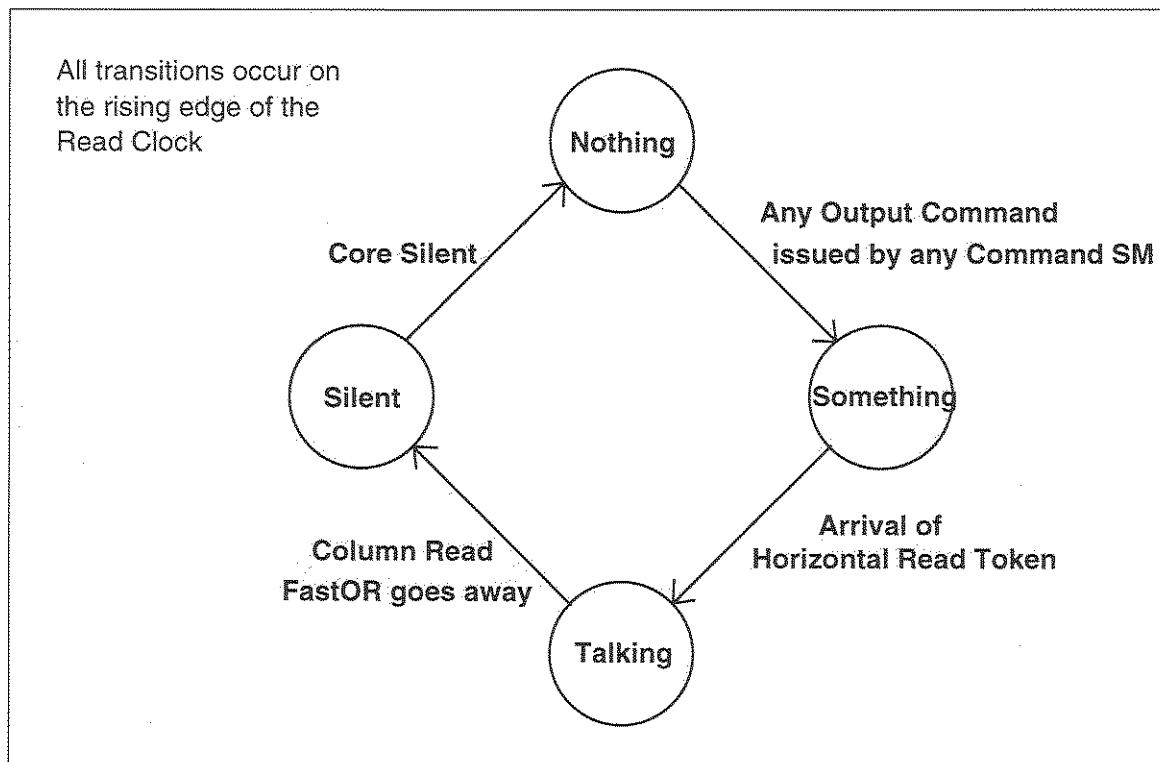 All transitions occur on
the rising edge of the
Read Clock
Nothing
Any Output Command
issued by any Command SM
Core Silent
Silent
Something
Column Read
FastOR goes away
Arrival of
Horizontal Read Token
Talking